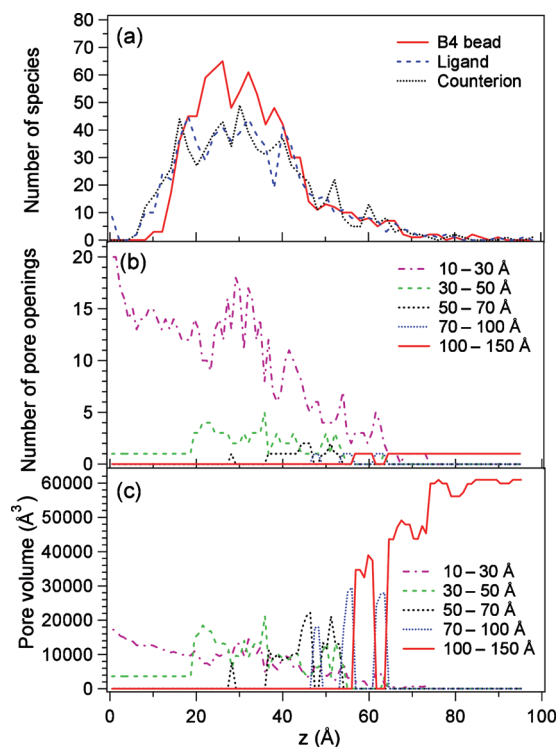 (a)
B4 bead
Ligand
Counterion
Number of species
80
70
60
50
40
30
20
10
0
(b)
10 – 30 Å
30 – 50 Å
50 – 70 Å
70 – 100 Å
100 – 150 Å
Number of pore openings
20
15
10
5
0
(c)
10 – 30 Å
30 – 50 Å
50 – 70 Å
70 – 100 Å
100 – 150 Å
Pore volume (Å³)
60000
50000
40000
30000
20000
10000
0
0 20 40 60 80 100
z (Å)